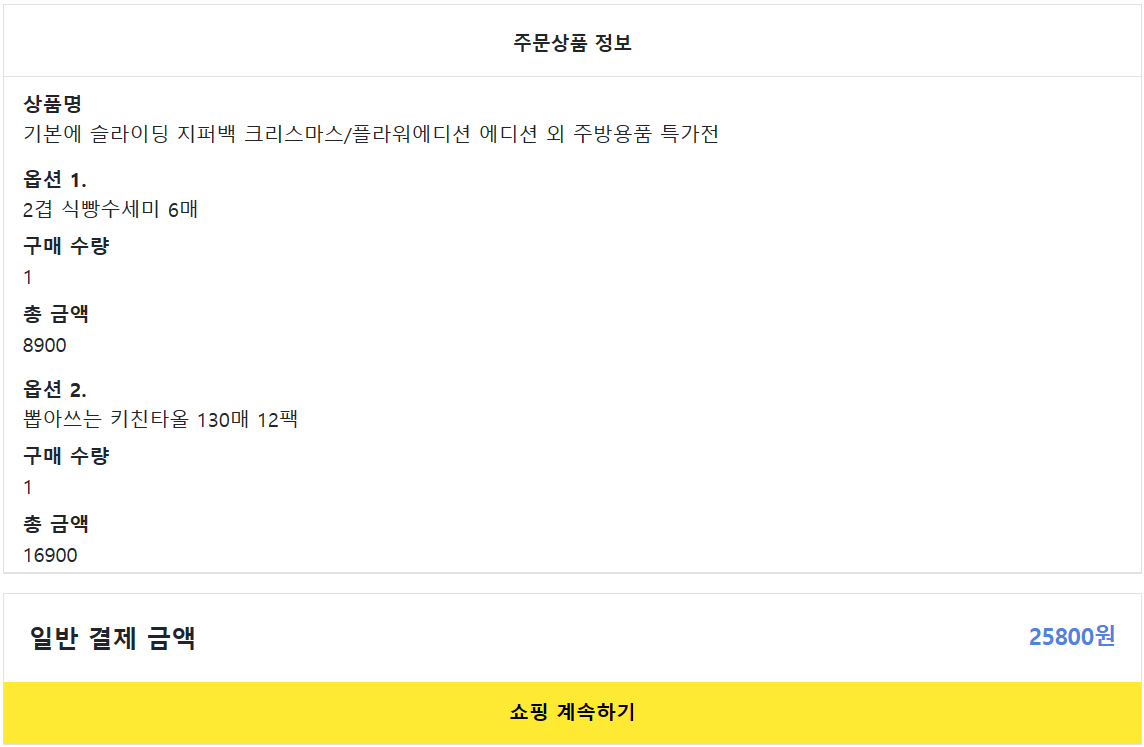 주문상품 정보
상품명
기본에 슬라이딩 지퍼백 크리스마스/플라워에디션 에디션 외 주방용품 특가전
옵션 1.
2겹 식빵수세미 6매
구매 수량
1
총 금액
8900
옵션 2.
뽑아쓰는 키친타올 130매 12팩
구매 수량
1
총 금액
16900
일반 결제 금액
25800원
쇼핑 계속하기